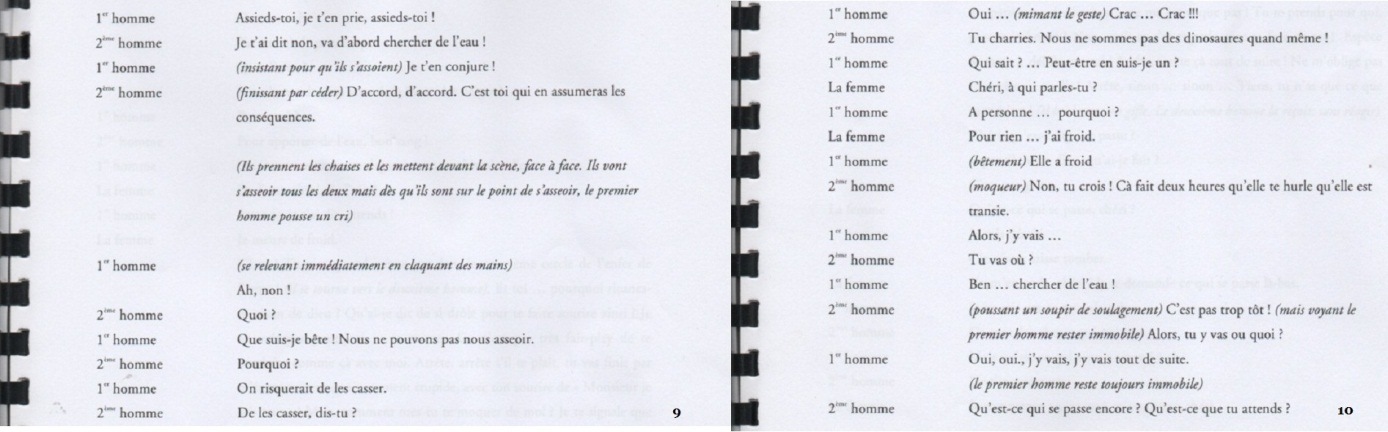 1er homme Assieds-toi, je t'en prie, assieds-toi !
2ème homme Je t'ai dit non, va d'abord chercher de l'eau !
1er homme (insistant pour qu'ils s'assoient) Je t'en conjure !
2ème homme (finissant par céder) D'accord, d'accord. C'est toi qui en assumeras les
conséquences.
(Ils prennent les chaises et les mettent devant la scène, face à face. Ils vont
s'asseoir tous les deux mais dès qu'ils sont sur le point de s'asseoir, le premier
homme pousse un cri)
1er homme (se relevant immédiatement en claquant des mains)
Ah, non !
2ème homme Quoi ?
1er homme Que suis-je bête ! Nous ne pouvons pas nous asseoir.
2ème homme Pourquoi ?
1er homme On risquerait de les casser.
2ème homme De les casser, dis-tu ?
9
1er homme Oui … (mimant le geste) Crac … Crac !!!
2ème homme Tu charries. Nous ne sommes pas des dinosaures quand même !
1er homme Qui sait ? … Peut-être en suis-je un ?
La femme Chéri, à qui parles-tu ?
1er homme A personne … pourquoi ?
La femme Pour rien … j'ai froid.
1er homme (bêtement) Elle a froid
2ème homme (moqueur) Non, tu crois ! Cà fait deux heures qu'elle te hurle qu'elle est
transie.
1er homme Alors, j'y vais …
2ème homme Tu vas où ?
1er homme Ben … chercher de l'eau !
2ème homme (poussant un soupir de soulagement) C'est pas trop tôt ! (mais voyant le
premier homme rester immobile) Alors, tu y vas ou quoi ?
1er homme Oui, oui., j'y vais, j'y vais tout de suite.
(le premier homme reste toujours immobile)
2ème homme Qu'est-ce qui se passe encore ? Qu'est-ce que tu attends ?
10